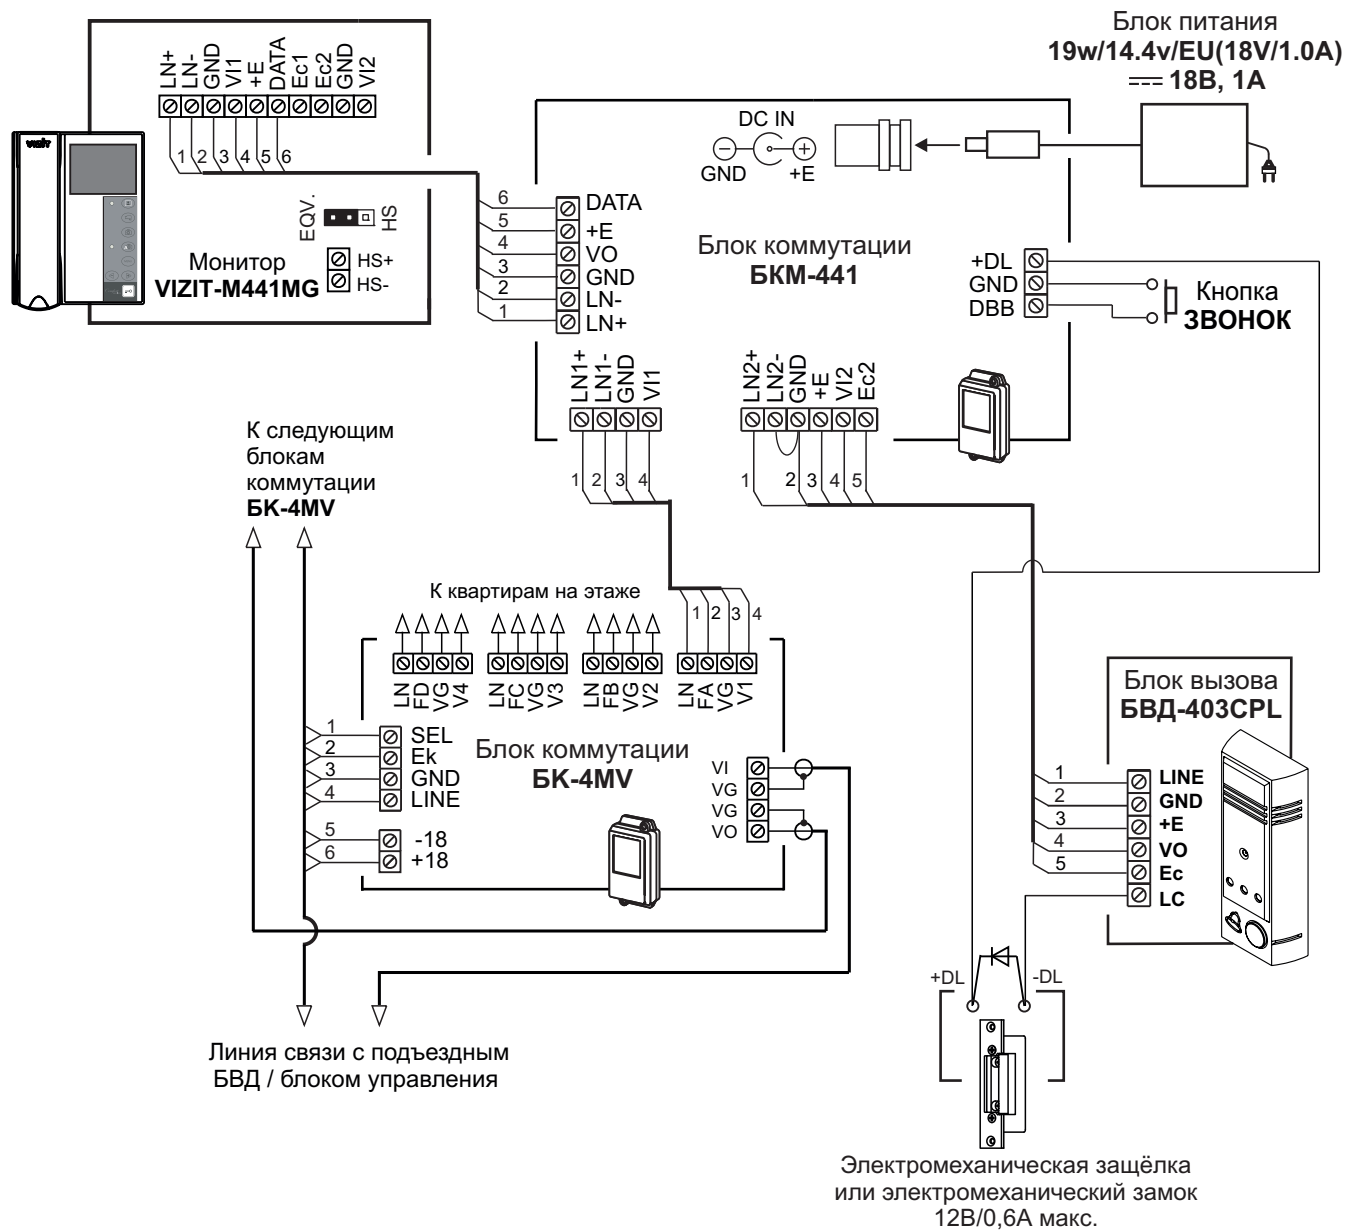 Блок питания
19w/14.4v/EU(18V/1.0A)
18В, 1А
LN+
LN-
GND
VI1
+E
DATA
Ec1
Ec2
GND
VI2
1 2 3 4 5 6
VIZIT
EQV.
HS
HS+
HS-
Монитор
VIZIT-M441MG
DC IN
GND
+E
6 DATA
5 +E
4 VO
3 GND
2 LN-
1 LN+
Блок коммутации
БКМ-441
+DL
GND
DBB
Кнопка
ЗВОНОК
LN1+
LN1-
GND
VI1
1 2 3 4
LN2+
LN2-
GND
+E
VI2
Ec2
1 2 3 4 5
К следующим
блокам
коммутации
БK-4MV
К квартирам на этаже
1 2 3 4
LN
FD
VG
V4
LN
FC
VG
V3
LN
FB
VG
V2
LN
FA
VG
V1
1 SEL
2 Ek
3 GND
4 LINE
5 -18
6 +18
Блок коммутации
БK-4MV
VI
VG
VG
VO
Блок вызова
БВД-403CPL
1 LINE
2 GND
3 +E
4 VO
5 Ec
LC
+DL
-DL
Линия связи с подъездным
БВД / блоком управления
Электромеханическая защёлка
или электромеханический замок
12В/0,6А макс.